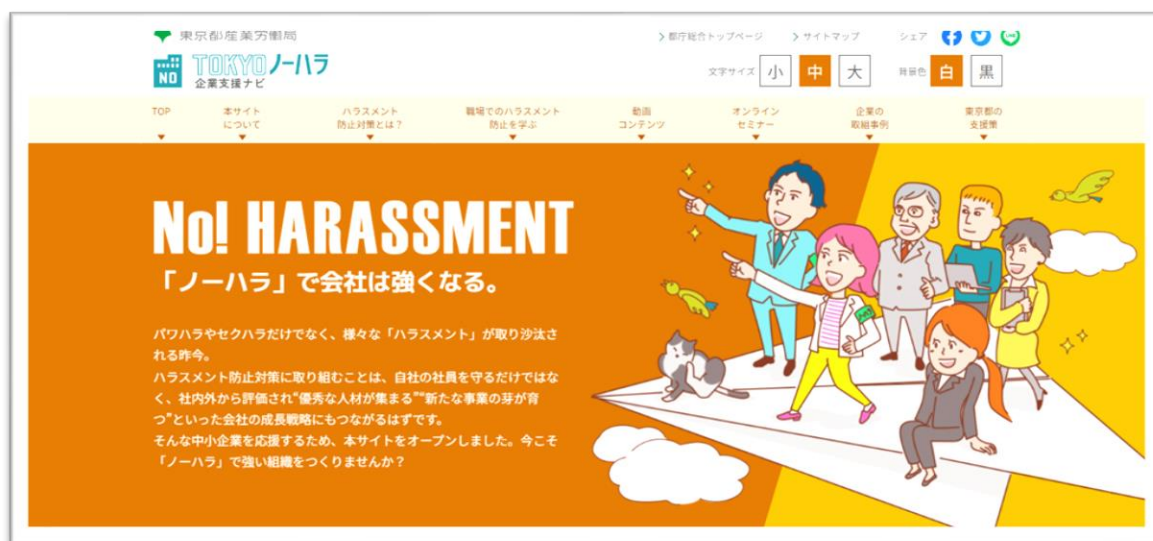 東京都産業労働局
都庁総合トップページ
サイトマップ
シェア
LINE
NO
TOKYOノーハラ
企業支援ナビ
文字サイズ 小 中 大
背景色 白 黒
TOP
本サイト
について
ハラスメント
防止対策とは?
職場でのハラスメント
防止を学ぶ
動画
コンテンツ
オンライン
セミナー
企業の
取組事例
東京都の
支援策
No! HARASSMENT
「ノーハラ」で会社は強くなる。
パワハラやセクハラだけでなく、様々な「ハラスメント」が取り沙汰さ
れる昨今。
ハラスメント防止対策に取り組むことは、自社の社員を守るだけではな
く、社内外から評価され“優秀な人材が集まる”“新たな事業の芽が育
つ”といった会社の成長戦略にもつながるはずです。
そんな中小企業を応援するため、本サイトをオープンしました。今こそ
「ノーハラ」で強い組織をつくりませんか?